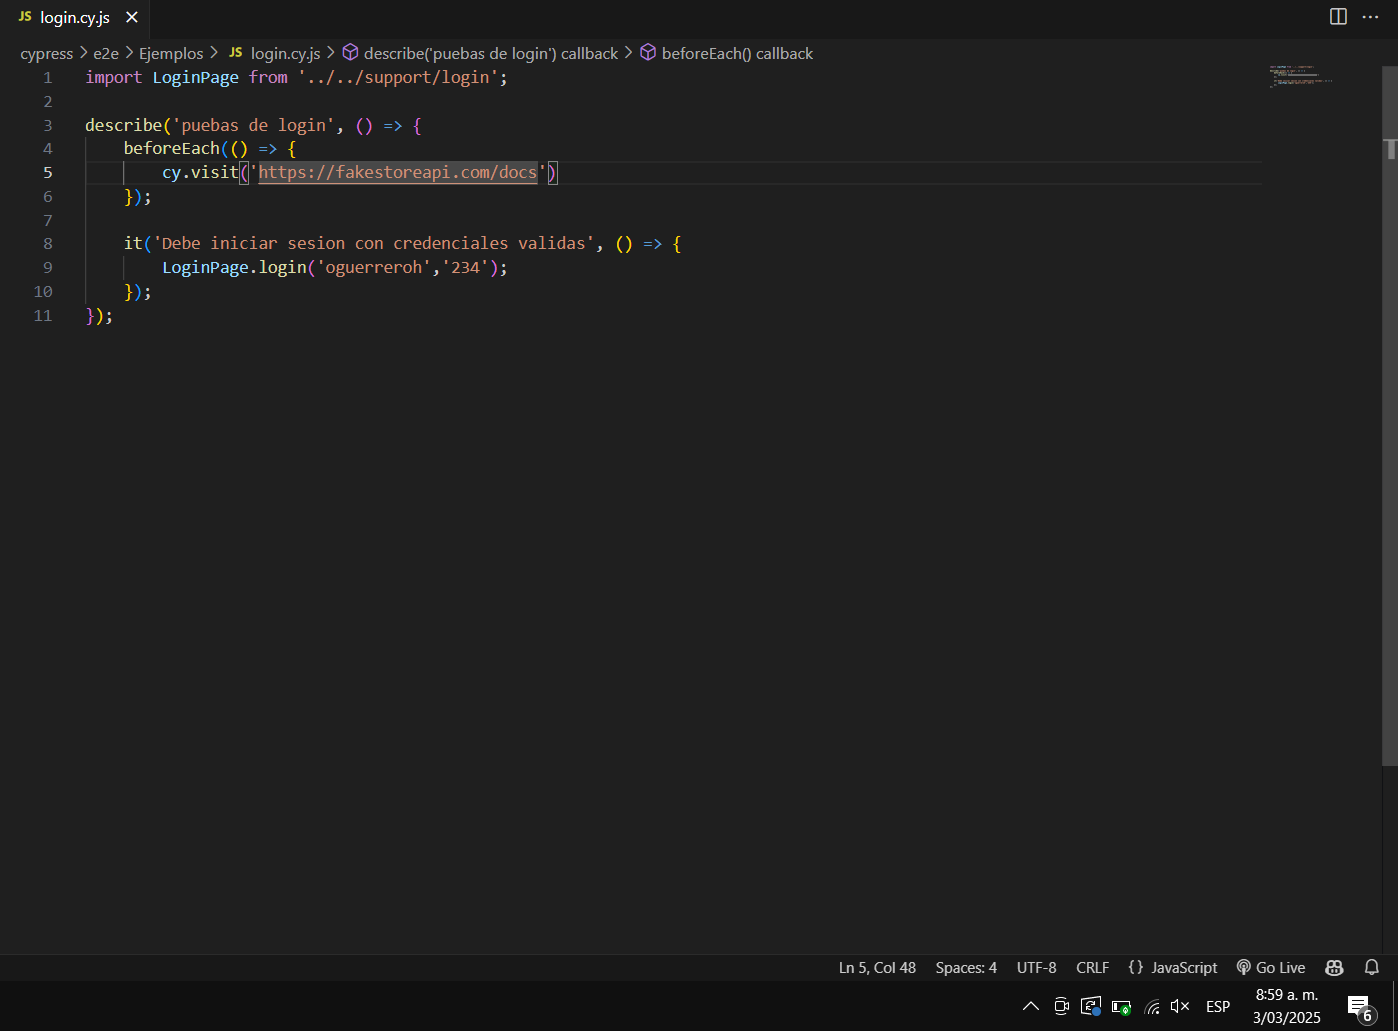 JS login.cy.js ×
cypress > e2e > Ejemplos > JS login.cy.js > describe('puebas de login') callback > beforeEach() callback
1 import LoginPage from '../../support/login';
2
3 describe('puebas de login', () => {
4 beforeEach(() => {
5 cy.visit('https://fakestoreapi.com/docs')
6 });
7
8 it('Debe iniciar sesion con credenciales validas', () => {
9 LoginPage.login('oguerreroh','234');
10 });
11 });
Ln 5, Col 48 Spaces: 4 UTF-8 CRLF {} JavaScript Go Live
ESP 8:59 a. m.
3/03/2025 6